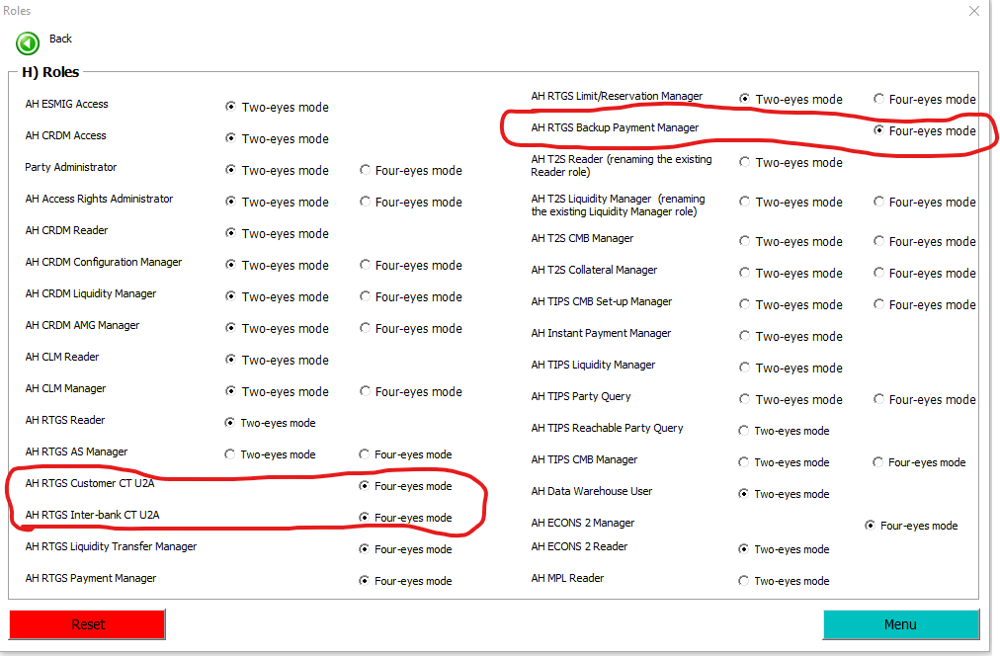 Roles
Back
H) Roles
AH ESMIG Access Two-eyes mode
AH CRDM Access Two-eyes mode
Party Administrator Two-eyes mode Four-eyes mode
AH Access Rights Administrator Two-eyes mode Four-eyes mode
AH CRDM Reader Two-eyes mode
AH CRDM Configuration Manager Two-eyes mode Four-eyes mode
AH CRDM Liquidity Manager Two-eyes mode Four-eyes mode
AH CRDM AMG Manager Two-eyes mode Four-eyes mode
AH CLM Reader Two-eyes mode
AH CLM Manager Two-eyes mode Four-eyes mode
AH RTGS Reader Two-eyes mode
AH RTGS AS Manager Two-eyes mode Four-eyes mode
AH RTGS Customer CT U2A Four-eyes mode
AH RTGS Inter-bank CT U2A Four-eyes mode
AH RTGS Liquidity Transfer Manager Four-eyes mode
AH RTGS Payment Manager Four-eyes mode
AH RTGS Limit/Reservation Manager Two-eyes mode Four-eyes mode
AH RTGS Backup Payment Manager Four-eyes mode
AH T2S Reader (renaming the existing Two-eyes mode
Reader role)
AH T2S Liquidity Manager (renaming Two-eyes mode Four-eyes mode
the existing Liquidity Manager role)
AH T2S CMB Manager Two-eyes mode Four-eyes mode
AH T2S Collateral Manager Two-eyes mode Four-eyes mode
AH TIPS CMB Set-up Manager Two-eyes mode Four-eyes mode
AH Instant Payment Manager Two-eyes mode
AH TIPS Liquidity Manager Two-eyes mode
AH TIPS Party Query Two-eyes mode Four-eyes mode
AH TIPS Reachable Party Query Two-eyes mode
AH TIPS CMB Manager Two-eyes mode Four-eyes mode
AH Data Warehouse User Two-eyes mode
AH ECONS 2 Manager Four-eyes mode
AH ECONS 2 Reader Two-eyes mode
AH MPL Reader Two-eyes mode
Reset
Menu